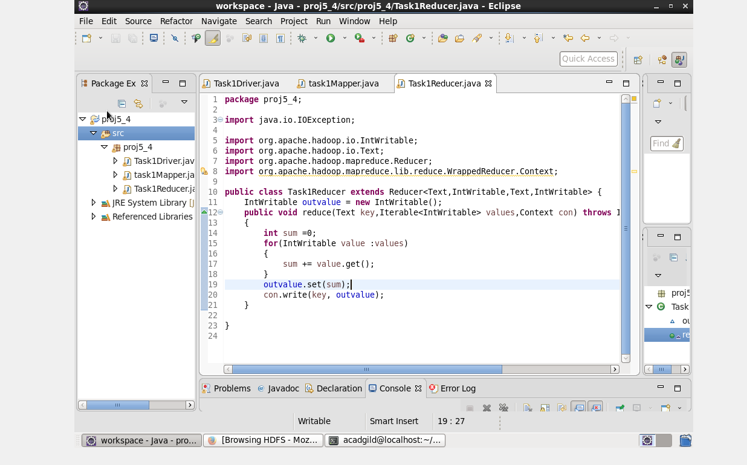 workspace - Java - proj5_4/src/proj5_4/Task1Reducer.java - Eclipse
File Edit Source Refactor Navigate Search Project Run Window Help
Quick Access
Package Ex
Task1Driver.java
task1Mapper.java
Task1Reducer.java
proj5_4
src
proj5_4
Task1Driver.jav
task1Mapper.ja
Task1Reducer.j
JRE System Library [
Referenced Libraries
1 package proj5_4;
2
3 import java.io.IOException;
4
5 import org.apache.hadoop.io.IntWritable;
6 import org.apache.hadoop.io.Text;
7 import org.apache.hadoop.mapreduce.Reducer;
8 import org.apache.hadoop.mapreduce.lib.reduce.WrappedReducer.Context;
9
10 public class Task1Reducer extends Reducer<Text,IntWritable,Text,IntWritable> {
11 IntWritable outvalue = new IntWritable();
12 public void reduce(Text key,Iterable<IntWritable> values,Context con) throws I
13 {
14 int sum =0;
15 for(IntWritable value :values)
16 {
17 sum += value.get();
18 }
19 outvalue.set(sum);
20 con.write(key, outvalue);
21 }
22
23 }
24
Find
proj5
Task
ou
re
Problems
Javadoc
Declaration
Console
Error Log
Writable
Smart Insert
19 : 27
workspace - Java - pro...
[Browsing HDFS - Moz...
acadgild@localhost:~/...